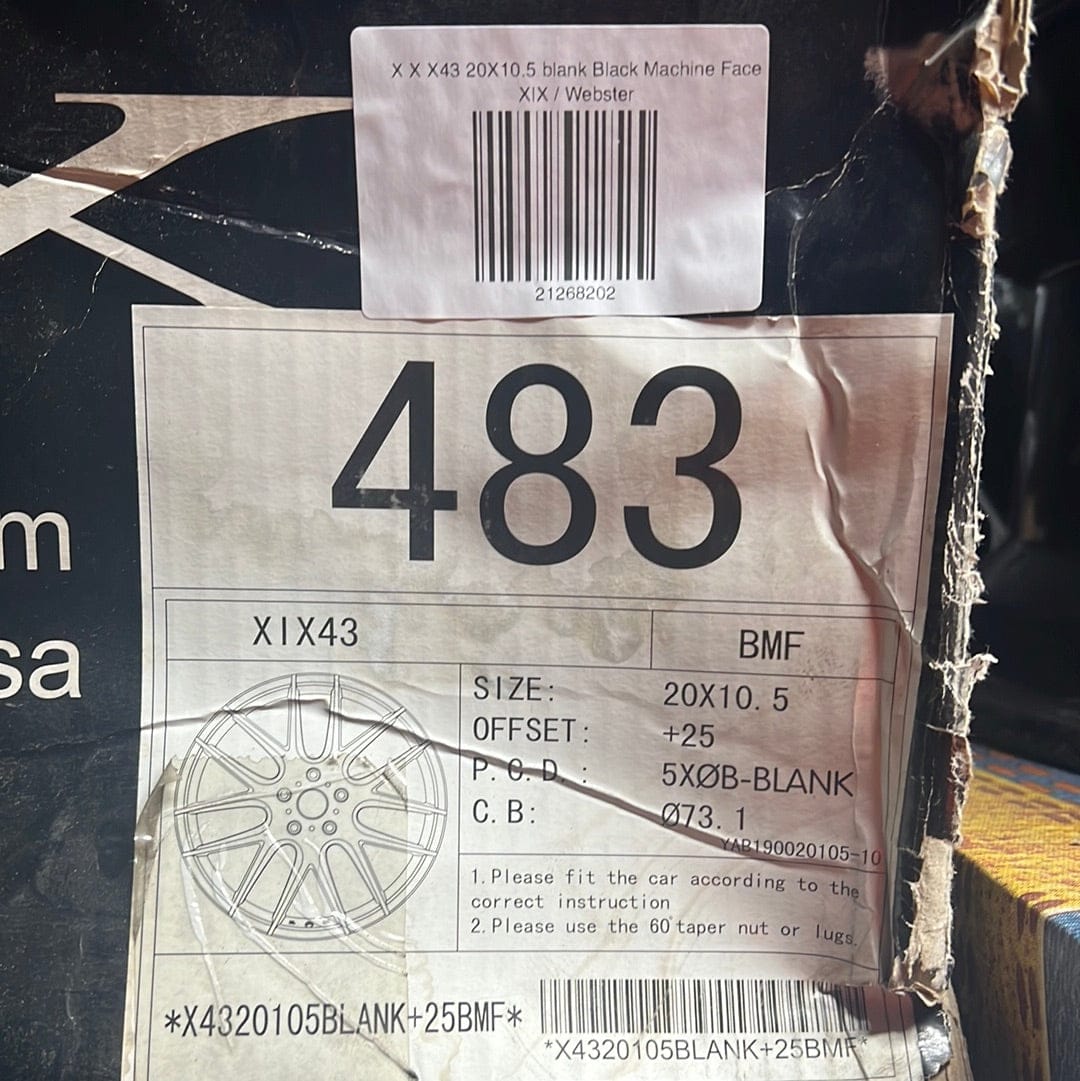 X X X43 20X10.5 blank Black Machine Face
XIX / Webster
21268202
483
m
sa
XIX43
BMF
SIZE: 20X10.5
OFFSET: +25
P.C.D.: 5XØB-BLANK
C.B: Ø73.1
YAB190020105-10
1.Please fit the car according to the
correct instruction
2.Please use the 60°taper nut or lugs.
*X4320105BLANK+25BMF*
*X4320105BLANK+25BMF*